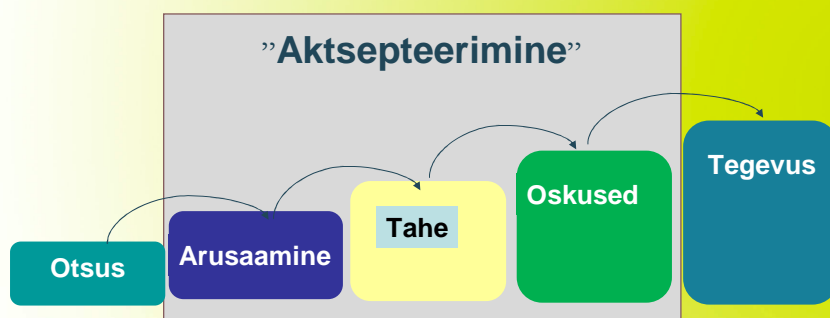 ”Aktsepteerimine”
Otsus
Arusaamine
Tahe
Oskused
Tegevus